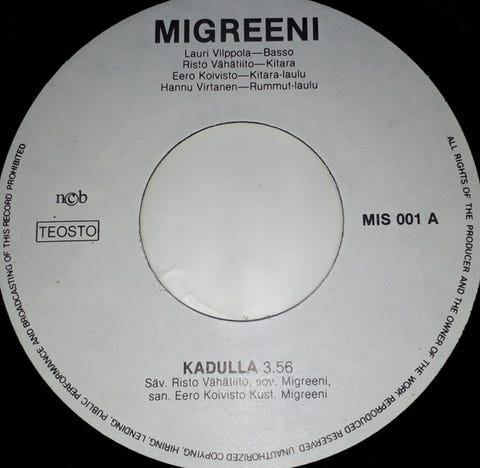 MIGREENI
Lauri Vilppola—Basso
Risto Vähätiito—Kitara
Eero Koivisto—Kitara-laulu
Hannu Virtanen—Rummut-laulu
n©b
TEOSTO
MIS 001 A
KADULLA 3.56
Säv. Risto Vähätiito, sov. Migreeni,
san. Eero Koivisto Kust. Migreeni
ALL RIGHTS OF THE PRODUCER AND THE OWNER OF THE WORK REPRODUCED RESERVED. UNAUTHORIZED COPYING, HIRING, LENDING, PUBLIC PERFORMANCE AND BROADCASTING OF THIS RECORD PROHIBITED.